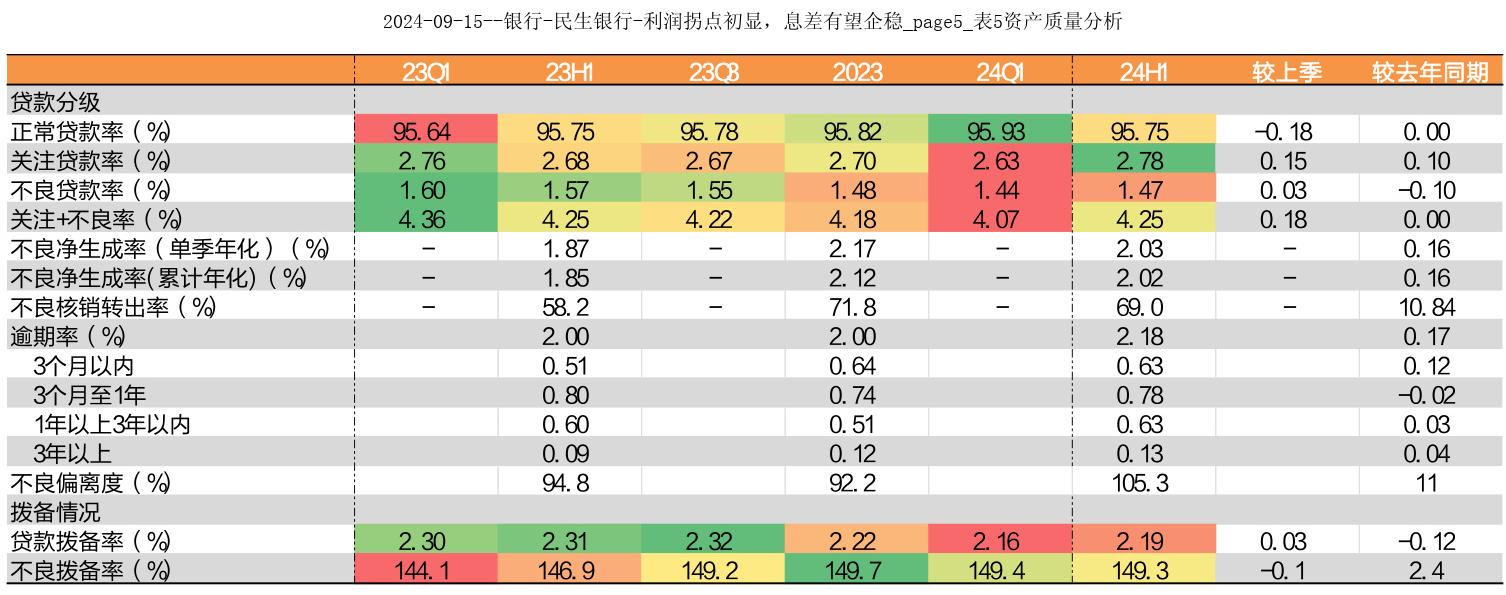 2024-09-15--银行-民生银行-利润拐点初显，息差有望企稳_page5_表5资产质量分析
23Q1 23H1 23Q3 2023 24Q1 24H1 较上季 较去年同期
贷款分级
正常贷款率（%） 95.64 95.75 95.78 95.82 95.93 95.75 -0.18 0.00
关注贷款率（%） 2.76 2.68 2.67 2.70 2.63 2.78 0.15 0.10
不良贷款率（%） 1.60 1.57 1.55 1.48 1.44 1.47 0.03 -0.10
关注+不良率（%） 4.36 4.25 4.22 4.18 4.07 4.25 0.18 0.00
不良净生成率（单季年化）（%） - 1.87 - 2.17 - 2.03 - 0.16
不良净生成率(累计年化)（%） - 1.85 - 2.12 - 2.02 - 0.16
不良核销转出率（%） - 58.2 - 71.8 - 69.0 - 10.84
逾期率（%） 2.00 2.00 2.18 0.17
3个月以内 0.51 0.64 0.63 0.12
3个月至1年 0.80 0.74 0.78 -0.02
1年以上3年以内 0.60 0.51 0.63 0.03
3年以上 0.09 0.12 0.13 0.04
不良偏离度（%） 94.8 92.2 105.3 11
拨备情况
贷款拨备率（%） 2.30 2.31 2.32 2.22 2.16 2.19 0.03 -0.12
不良拨备率（%） 144.1 146.9 149.2 149.7 149.4 149.3 -0.1 2.4